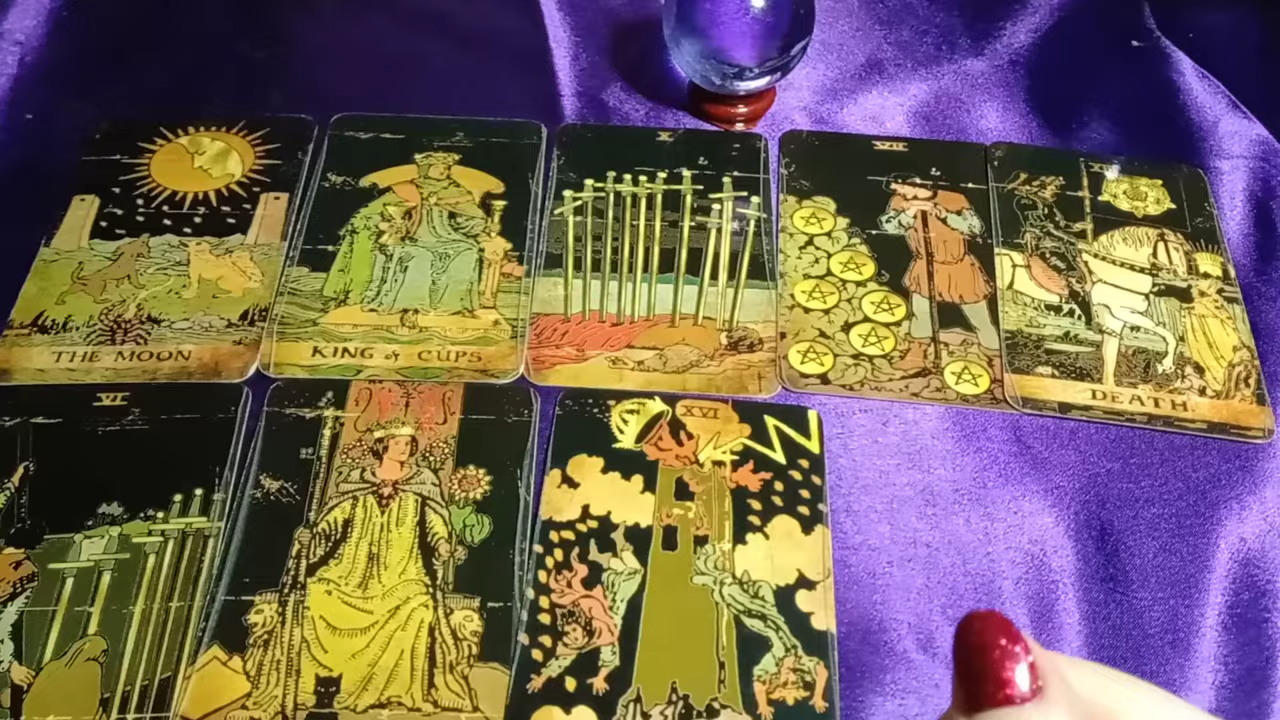 X
VII
THE MOON
KING of CUPS
DEATH
VI
XVI